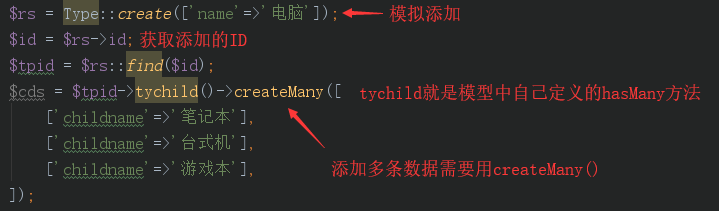 $rs = Type::create(['name'=>'电脑']); 模拟添加
$id = $rs->id; 获取添加的ID
$tpid = $rs::find($id);
$cds = $tpid->tychild()->createMany([ tychild就是模型中自己定义的hasMany方法
['childname'=>'笔记本'],
['childname'=>'台式机'],
['childname'=>'游戏本'], 添加多条数据需要用createMany()
]);